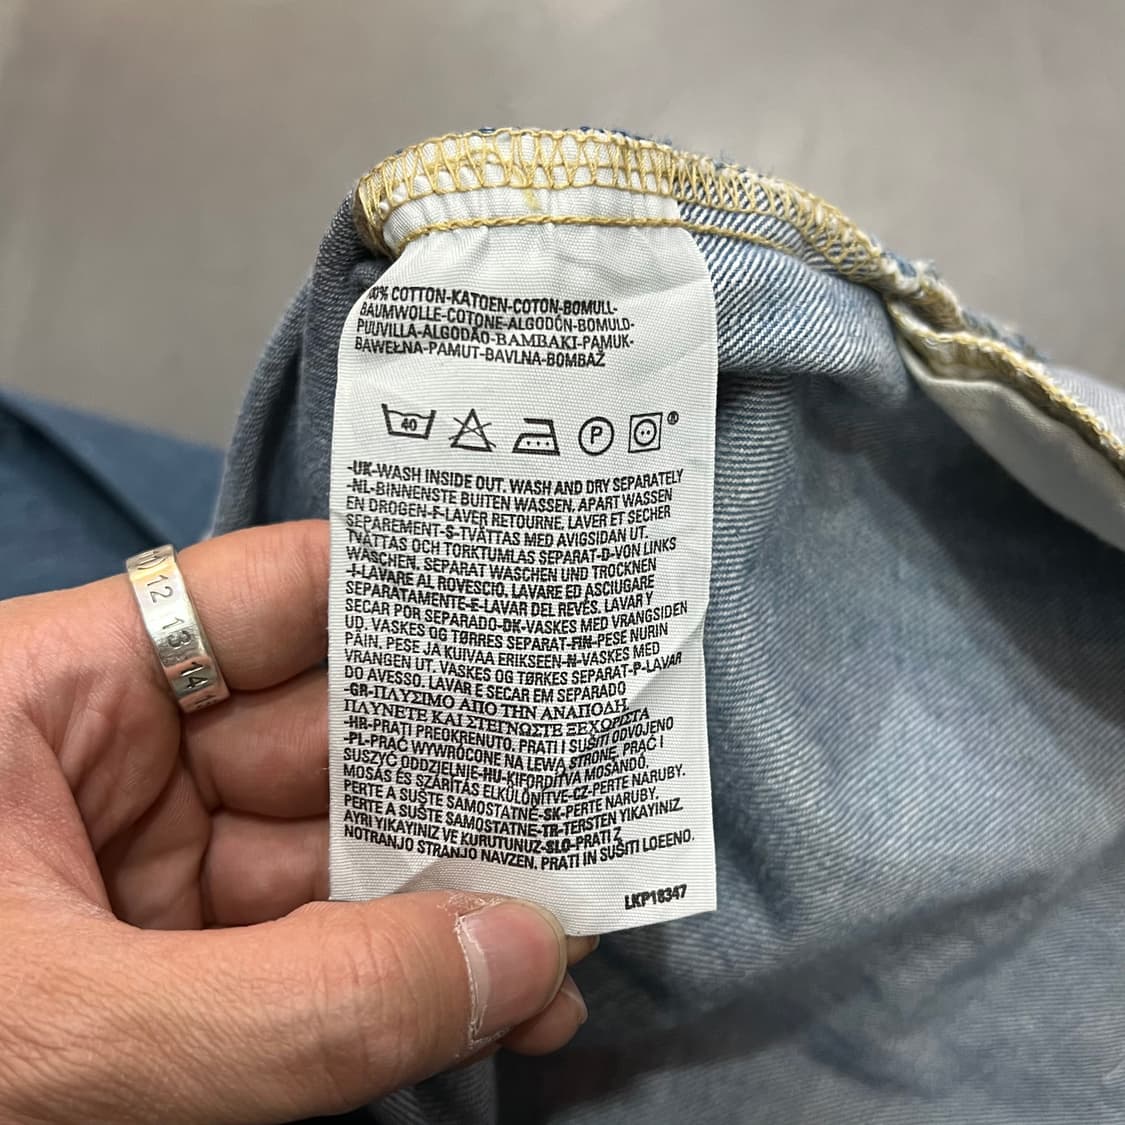 12 13 14
00% COTTON-KATOEN-COTON-BOMULL-
BAUMWOLLE-COTONE-ALGODÓN-BOMULD-
PUUVILLA-ALGODÃO-BAMBAKI-PAMUK-
BAWEŁNA-PAMUT-BAVLNA-BOMBAŽ
40 P ®
-UK-WASH INSIDE OUT. WASH AND DRY SEPARATELY
-NL-BINNENSTE BUITEN WASSEN. APART WASSEN
EN DROGEN-F-LAVER RETOURNE. LAVER ET SECHER
SEPAREMENT-S-TVÄTTAS MED AVIGSIDAN UT.
TVÄTTAS OCH TORKTUMLAS SEPARAT-D-VON LINKS
WASCHEN. SEPARAT WASCHEN UND TROCKNEN
-I-LAVARE AL ROVESCIO. LAVARE ED ASCIUGARE
SEPARATAMENTE-E-LAVAR DEL REVÉS. LAVAR Y
SECAR POR SEPARADO-DK-VASKES MED VRANGSIDEN
UD. VASKES OG TØRRES SEPARAT-FIN-PESE NURIN
PÄIN. PESE JA KUIVAA ERIKSEEN-N-VASKES MED
VRANGEN UT. VASKES OG TØRKES SEPARAT-P-LAVAR
DO AVESSO. LAVAR E SECAR EM SEPARADO
-GR-ΠΛΥΣΙΜΟ ΑΠΟ ΤΗΝ ΑΝΑΠΟΔΗ.
ΠΛΥΝΕΤΕ ΚΑΙ ΣΤΕΓΝΩΣΤΕ ΞΕΧΩΡΙΣΤΑ
-HR-PRATI PREOKRENUTO. PRATI I SUŠITI ODVOJENO
-PL-PRAĆ WYWRÓCONE NA LEWĄ STRONĘ. PRAĆ I
SUSZYĆ ODDZIELNIE-HU-KIFORDÍTVA MOSANDÓ.
MOSÁS ÉS SZÁRÍTÁS ELKÜLÖNÍTVE-CZ-PERTE NARUBY.
PERTE A SUŠTE SAMOSTATNĚ-SK-PERTE NARUBY.
PERTE A SUŠTE SAMOSTATNE-TR-TERSTEN YIKAYINIZ.
AYRI YIKAYINIZ VE KURUTUNUZ-SLO-PRATI Z
NOTRANJO STRANJO NAVZEN. PRATI IN SUŠITI LOEENO.
LKP18347